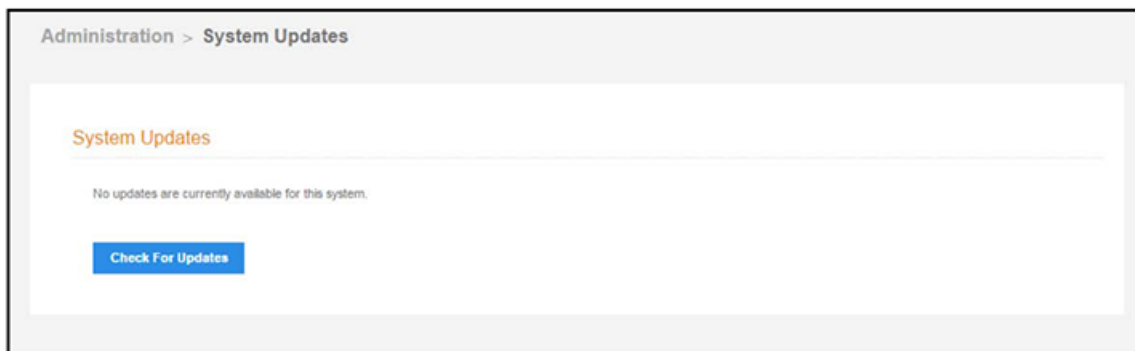 Administration > System Updates
System Updates
No updates are currently available for this system.
Check For Updates